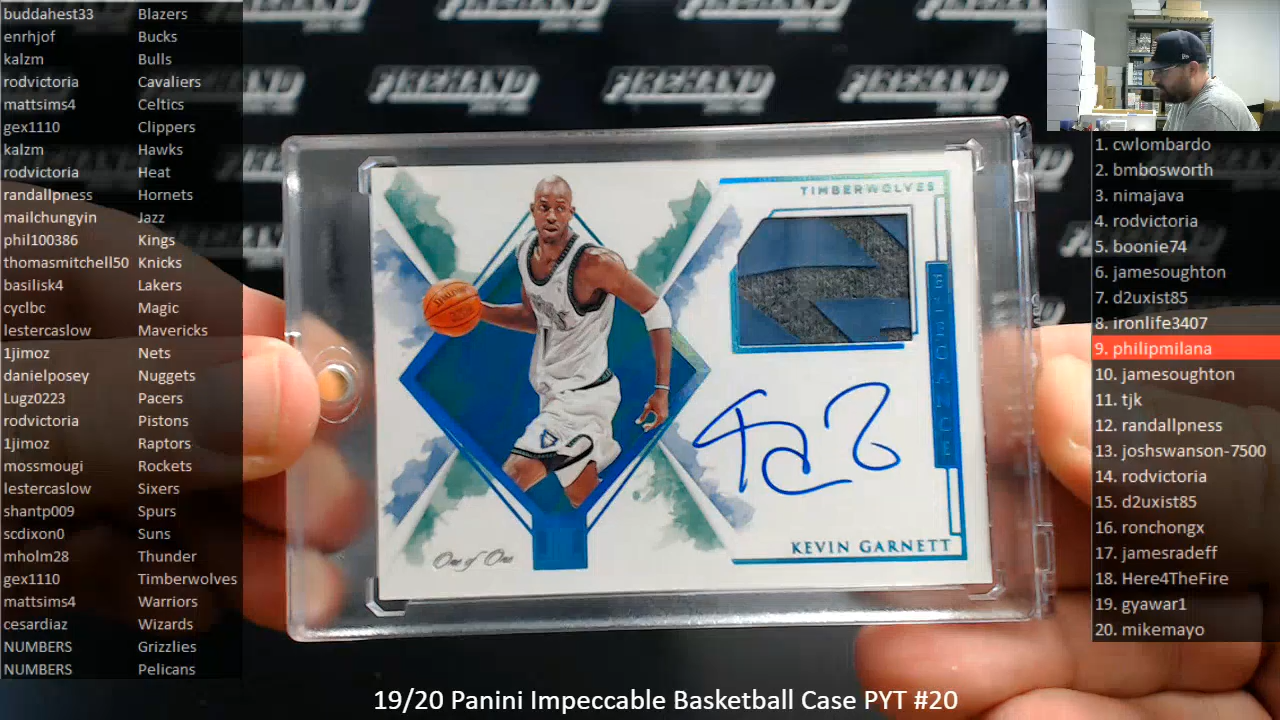 buddahest33 Blazers
enrhjof Bucks
kalzm Bulls
rodvictoria Cavaliers
mattsims4 Celtics
gex1110 Clippers
kalzm Hawks
rodvictoria Heat
randallpness Hornets
mailchungyin Jazz
phil100386 Kings
thomasmitchell50 Knicks
basilisk4 Lakers
cyclbc Magic
lestercaslow Mavericks
1jimoz Nets
danielposey Nuggets
Lugz0223 Pacers
rodvictoria Pistons
1jimoz Raptors
mossmougi Rockets
lestercaslow Sixers
shantp009 Spurs
scdixon0 Suns
mholm28 Thunder
gex1110 Timberwolves
mattsims4 Warriors
cesardiaz Wizards
NUMBERS Grizzlies
NUMBERS Pelicans
FIREHAND
FIREHAND
FIREHAND
TIMBERWOLVES
ELEGANCE
KEVIN GARNETT
One of One
1. cwlombardo
2. bmbosworth
3. nimajava
4. rodvictoria
5. boonie74
6. jamesoughton
7. d2uxist85
8. ironlife3407
9. philipmilana
10. jamesoughton
11. tjk
12. randallpness
13. joshswanson-7500
14. rodvictoria
15. d2uxist85
16. ronchongx
17. jamesradeff
18. Here4TheFire
19. gyawar1
20. mikemayo
19/20 Panini Impeccable Basketball Case PYT #20